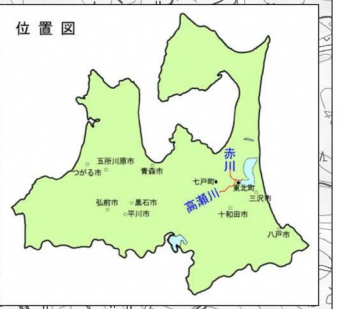 位置図
五所川原市
つがる市
青森市
赤川
七戸町
東北町
高瀬川
三沢市
弘前市
黒石市
平川市
十和田市
八戸市